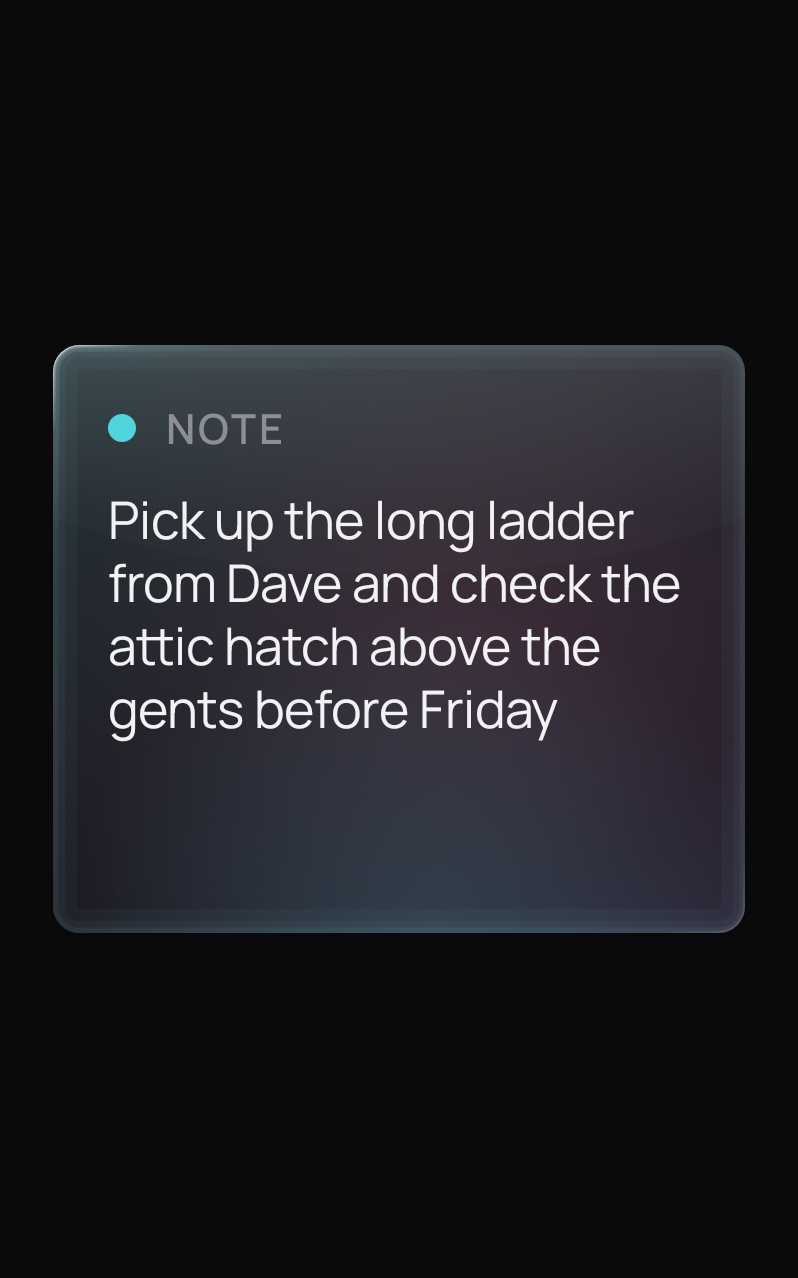 NOTE
Pick up the long ladder
from Dave and check the
attic hatch above the
gents before Friday